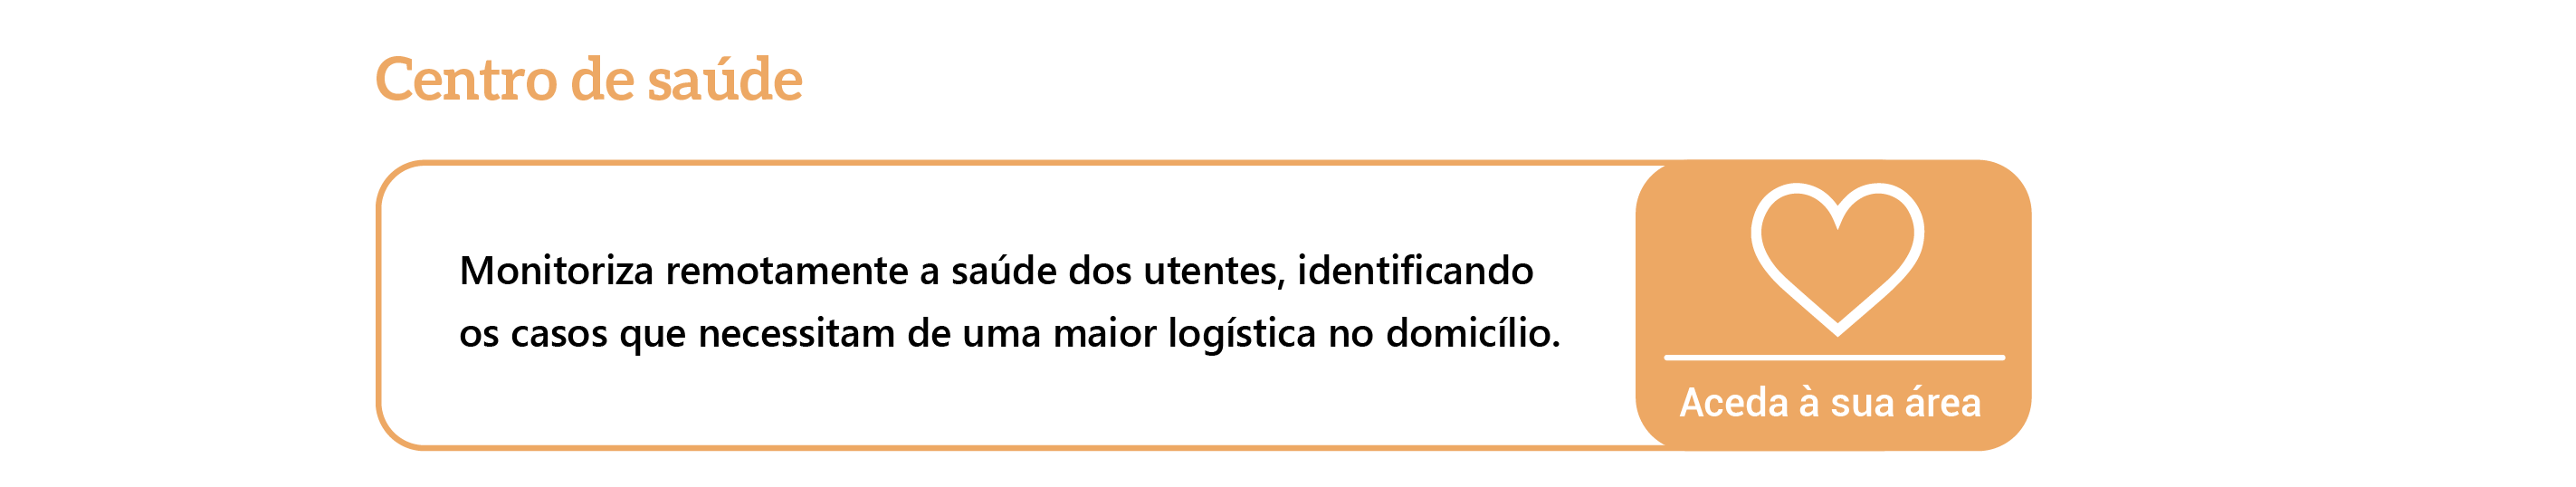 Centro de saúde
Monitoriza remotamente a saúde dos utentes, identificando
os casos que necessitam de uma maior logística no domicílio.
Aceda à sua área